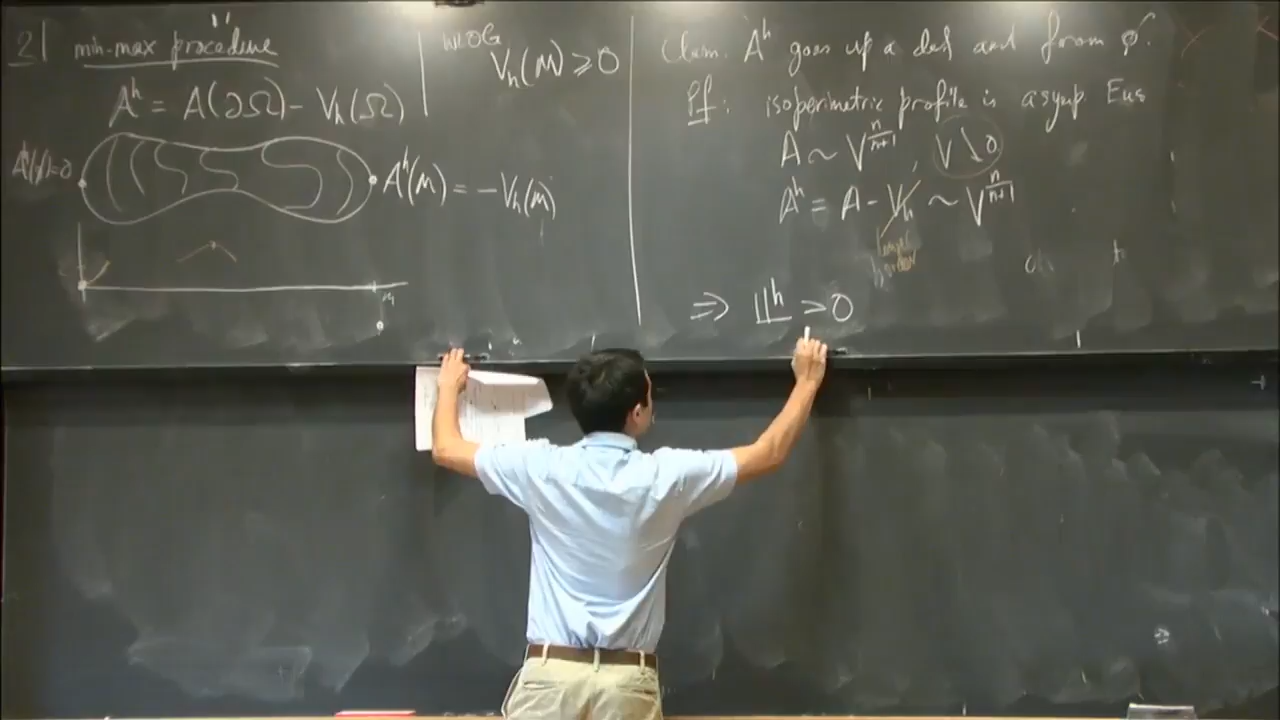 2] "min-max procedure"
A^h = A(∂Ω) - V_h(Ω)
A^h(∅)=0
A^h(M) = -V_h(M)
WLOG
V_h(M) ≥ 0
Claim. A^h goes up a def and from ∅.
Pf: isoperimetric profile is asymp. Euc
A ~ V^{n/n+1}, V ↘ 0
A^h = A - V_h ~ V^{n/n+1}
⇒ Ш^h > 0